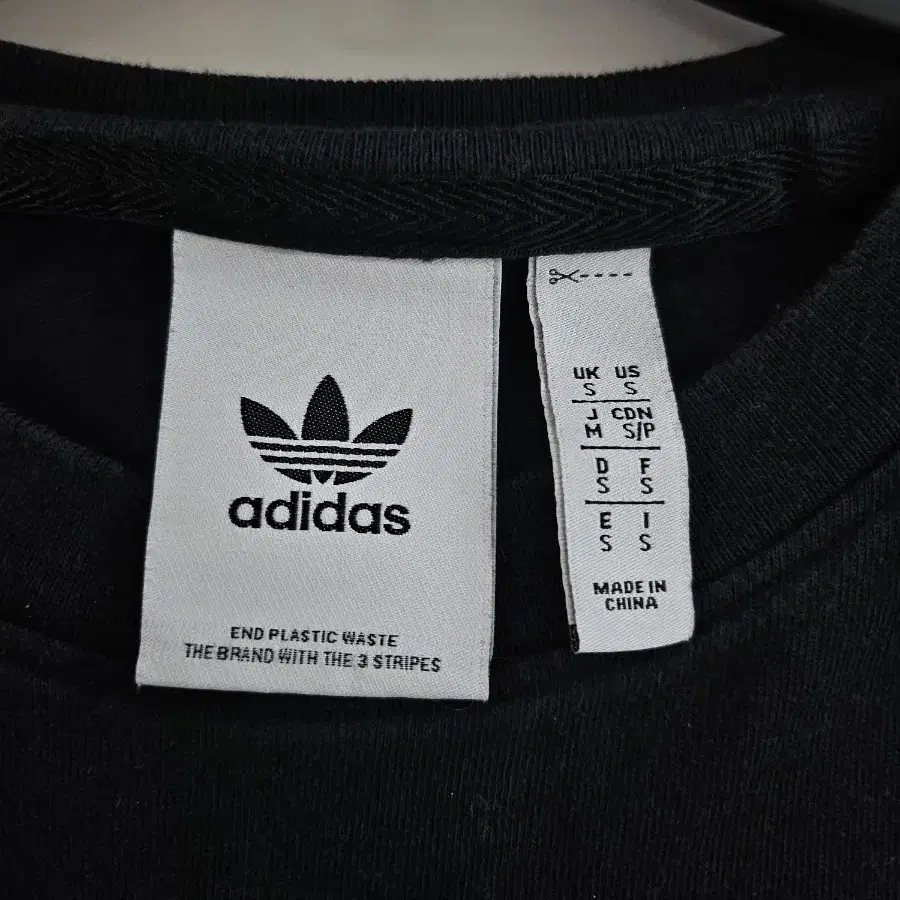 adidas
END PLASTIC WASTE
THE BRAND WITH THE 3 STRIPES
UK US
S S
J CDN
M S/P
D F
S S
E I
S S
MADE IN
CHINA